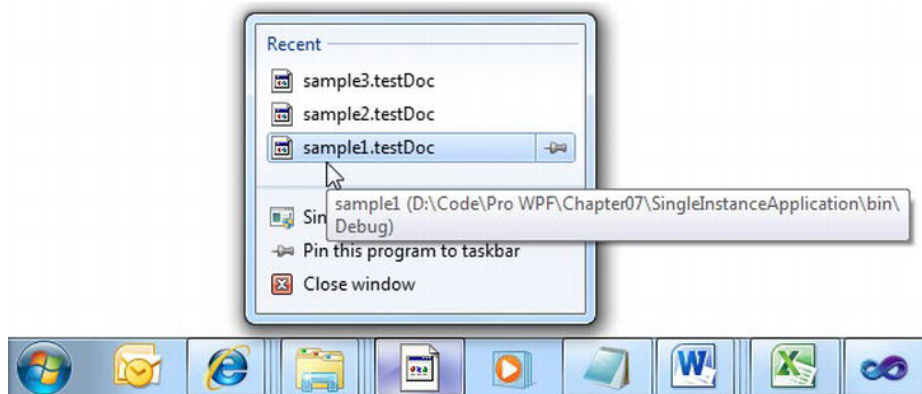 Recent
sample3.testDoc
sample2.testDoc
sample1.testDoc
sample1 (D:\Code\Pro WPF\Chapter07\SingleInstanceApplication\bin\
Debug)
Sin
Pin this program to taskbar
Close window